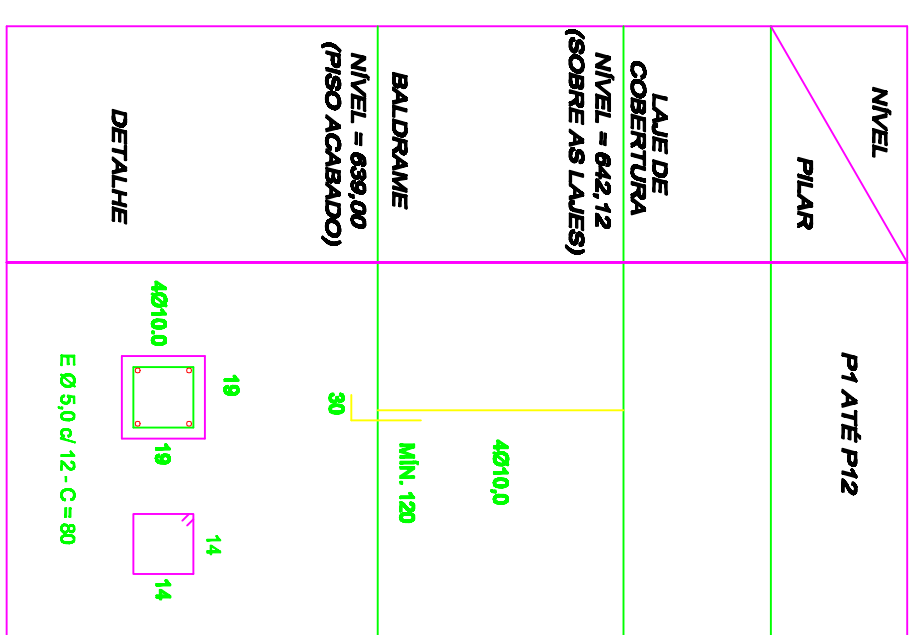 NÍVEL
PILAR
P1 ATÉ P12
LAJE DE
COBERTURA
NÍVEL = 642,12
(SOBRE AS LAJES)
4Ø10,0
MÍN. 120
30
BALDRAME
NÍVEL = 639,00
(PISO ACABADO)
DETALHE
4Ø10.0
19
19
14
14
E Ø 5,0 c/ 12 - C = 80